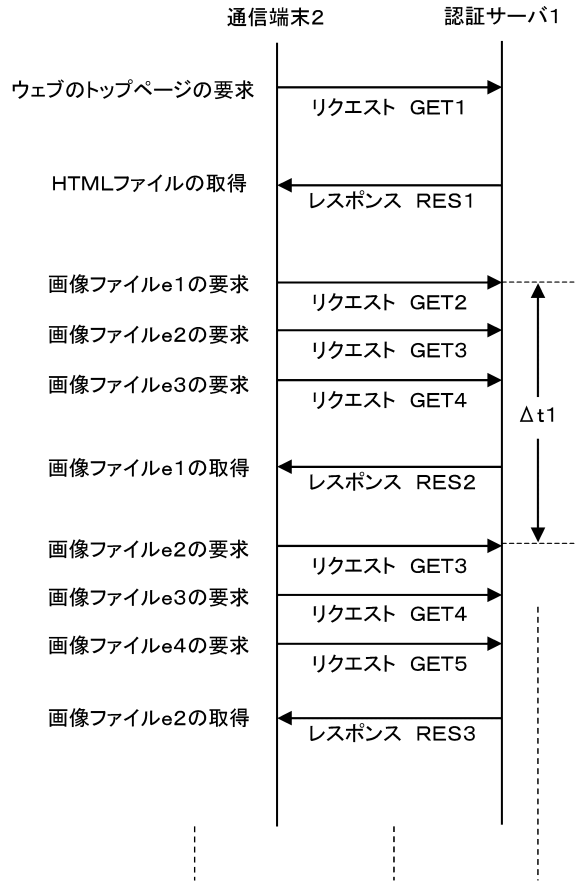 通信端末2
認証サーバ1
ウェブのトップページの要求
リクエスト GET1
HTMLファイルの取得
レスポンス RES1
画像ファイルe1の要求
リクエスト GET2
画像ファイルe2の要求
リクエスト GET3
画像ファイルe3の要求
リクエスト GET4
Δt1
画像ファイルe1の取得
レスポンス RES2
画像ファイルe2の要求
リクエスト GET3
画像ファイルe3の要求
リクエスト GET4
画像ファイルe4の要求
リクエスト GET5
画像ファイルe2の取得
レスポンス RES3